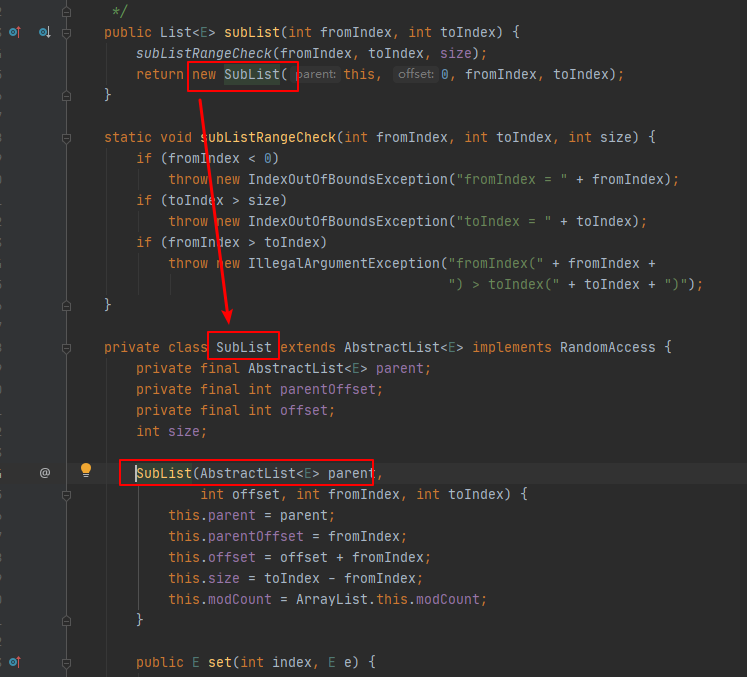 */
public List<E> subList(int fromIndex, int toIndex) {
subListRangeCheck(fromIndex, toIndex, size);
return new SubList( parent: this, offset: 0, fromIndex, toIndex);
}
static void subListRangeCheck(int fromIndex, int toIndex, int size) {
if (fromIndex < 0)
throw new IndexOutOfBoundsException("fromIndex = " + fromIndex);
if (toIndex > size)
throw new IndexOutOfBoundsException("toIndex = " + toIndex);
if (fromIndex > toIndex)
throw new IllegalArgumentException("fromIndex(" + fromIndex +
") > toIndex(" + toIndex + ")");
}
private class SubList extends AbstractList<E> implements RandomAccess {
private final AbstractList<E> parent;
private final int parentOffset;
private final int offset;
int size;
@ SubList(AbstractList<E> parent,
int offset, int fromIndex, int toIndex) {
this.parent = parent;
this.parentOffset = fromIndex;
this.offset = offset + fromIndex;
this.size = toIndex - fromIndex;
this.modCount = ArrayList.this.modCount;
}
public E set(int index, E e) {